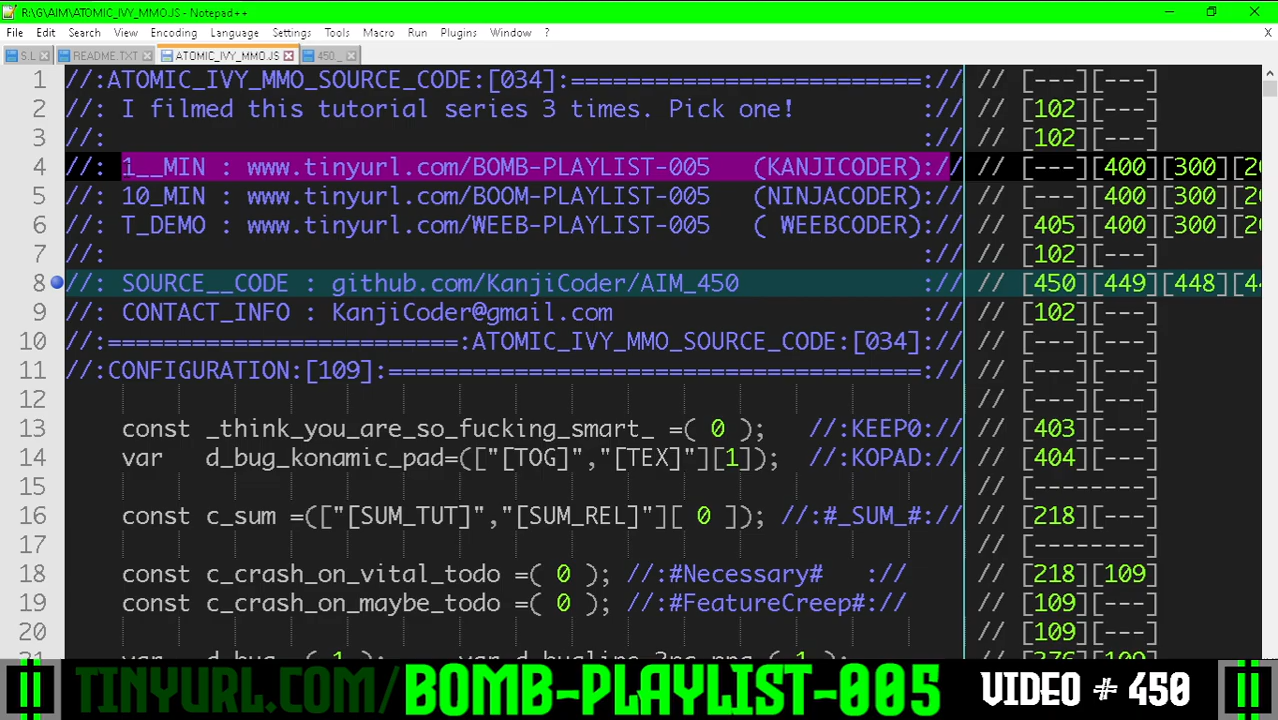 R:\G\AIM\ATOMIC_IVY_MMO.JS - Notepad++
File Edit Search View Encoding Language Settings Tools Macro Run Plugins Window ? X
S.L README.TXT ATOMIC_IVY_MMO.JS 450_
1 //:ATOMIC_IVY_MMO_SOURCE_CODE:[034]:=========================:// // [---][---]
2 //: I filmed this tutorial series 3 times. Pick one! :// // [102][---]
3 //: :// // [102][---]
4 //: 1__MIN : www.tinyurl.com/BOMB-PLAYLIST-005 (KANJICODER):// // [---][400][300][20
5 //: 10_MIN : www.tinyurl.com/BOOM-PLAYLIST-005 (NINJACODER):// // [---][400][300][20
6 //: T_DEMO : www.tinyurl.com/WEEB-PLAYLIST-005 ( WEEBCODER):// // [405][400][300][20
7 //: :// // [102][---]
8 //: SOURCE__CODE : github.com/KanjiCoder/AIM_450 :// // [450][449][448][44
9 //: CONTACT_INFO : KanjiCoder@gmail.com :// // [102][---]
10 //:=========================:ATOMIC_IVY_MMO_SOURCE_CODE:[034]:// // [---][---]
11 //:CONFIGURATION:[109]:======================================:// // [---][---]
12 // [---][---]
13 const _think_you_are_so_fucking_smart_ =( 0 ); //:KEEP0:// // [403][---]
14 var d_bug_konamic_pad=(["[TOG]","[TEX]"][1]); //:KOPAD:// // [404][---]
15 // [--------]
16 const c_sum =(["[SUM_TUT]","[SUM_REL]"][ 0 ]); //:#_SUM_#:// // [218][---]
17 // [--------]
18 const c_crash_on_vital_todo =( 0 ); //:#Necessary# :// // [218][109]
19 const c_crash_on_maybe_todo =( 0 ); //:#FeatureCreep#:// // [109][---]
20 // [109][---]
TINYURL.COM/BOMB-PLAYLIST-005 VIDEO # 450